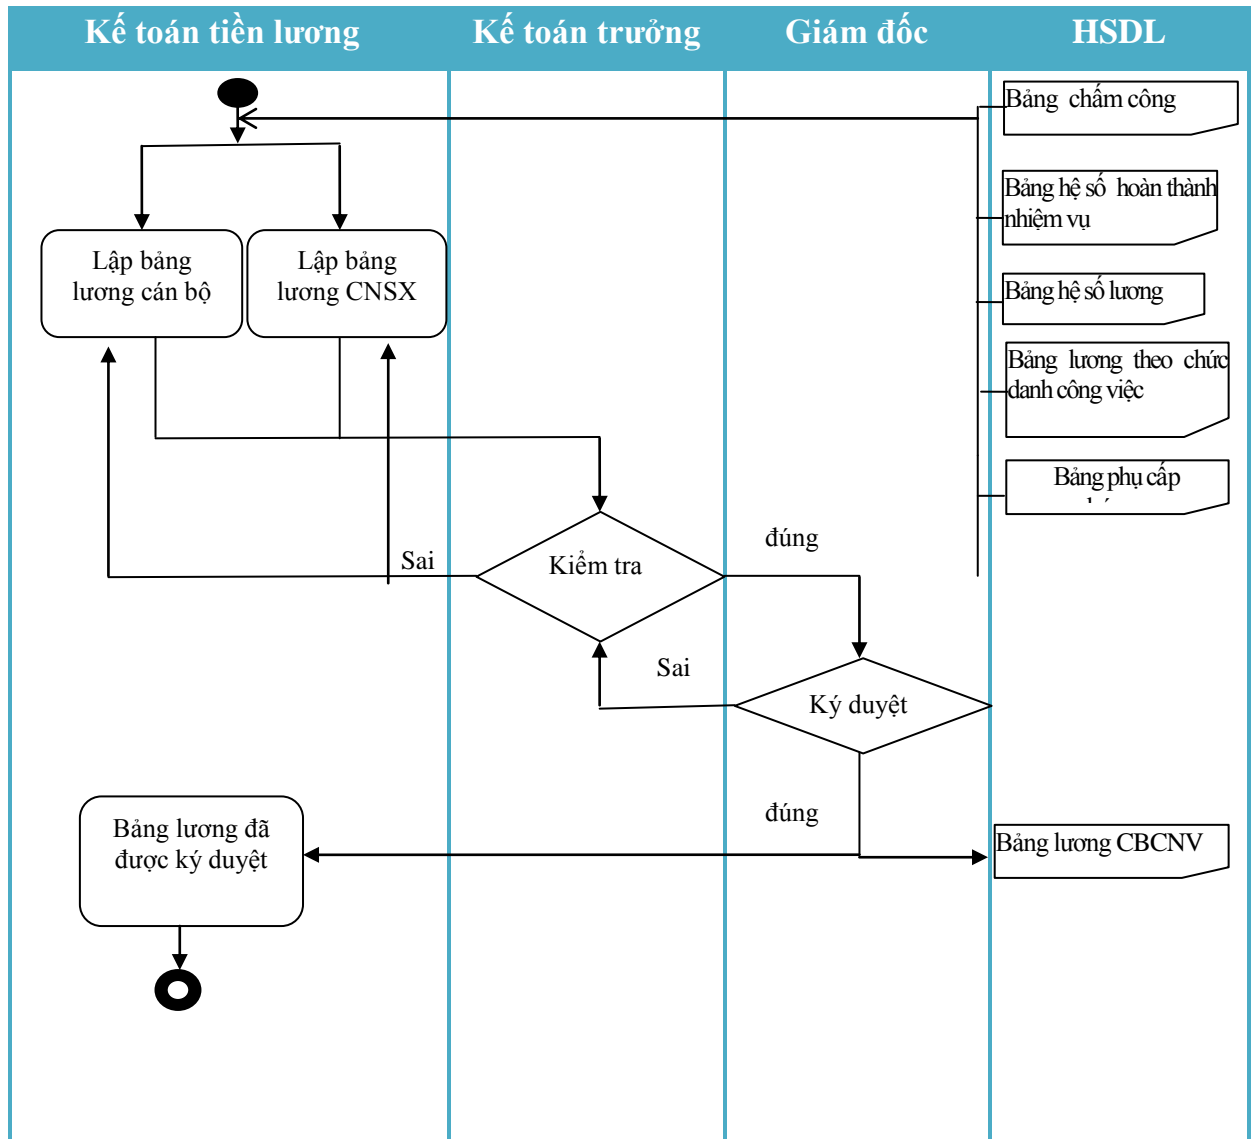 Kế toán tiền lương
Kế toán trưởng
Giám đốc
HSDL
Bảng chấm công
Bảng hệ số hoàn thành
nhiệm vụ
Lập bảng
lương cán bộ
Lập bảng
lương CNSX
Bảng hệ số lương
Bảng lương theo chức
danh công việc
Bảng phụ cấp
đúng
Sai
Kiểm tra
Sai
Ký duyệt
đúng
Bảng lương đã
được ký duyệt
Bảng lương CBCNV